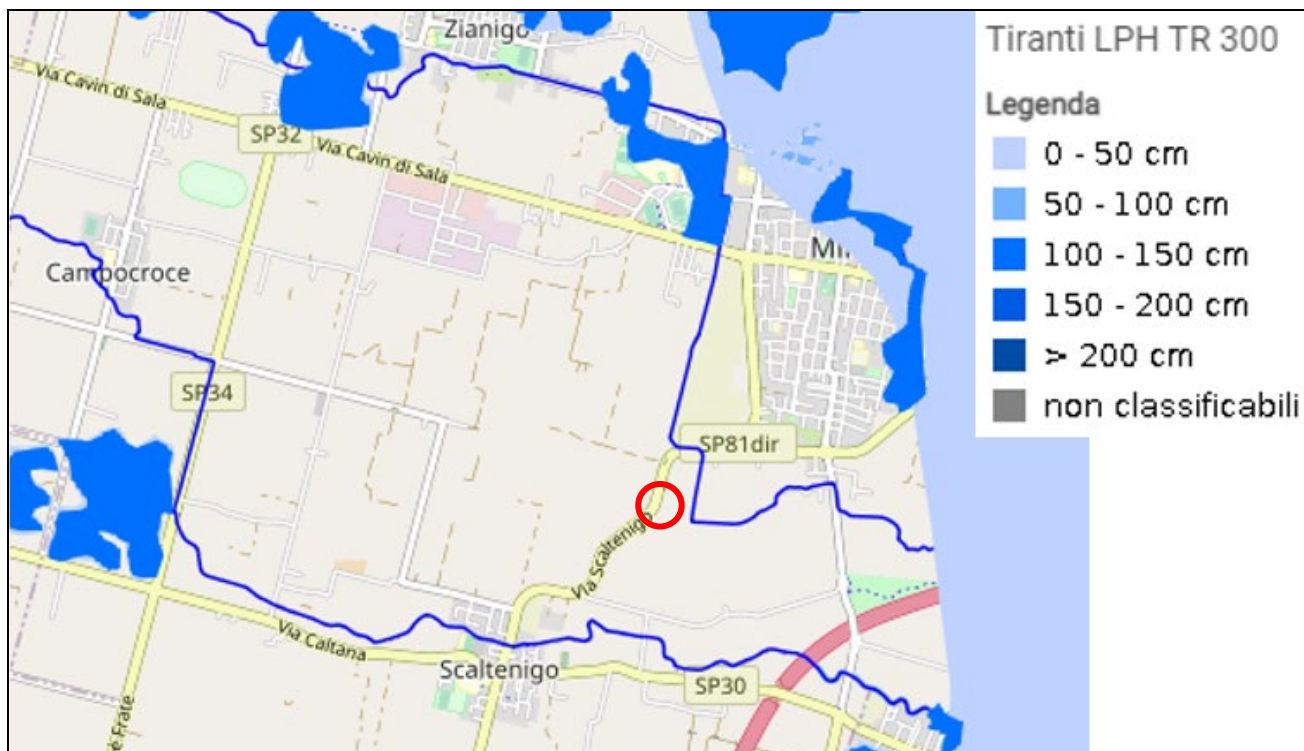 Zianigo
Via Cavin di Sala
SP32
Via Cavin di Sala
Campocroce
SP34
SP81dir
Via Scaltenigo
Via Caltana
Scaltenigo
SP30
Tiranti LPH TR 300
Legenda
0 - 50 cm
50 - 100 cm
100 - 150 cm
150 - 200 cm
> 200 cm
non classificabili